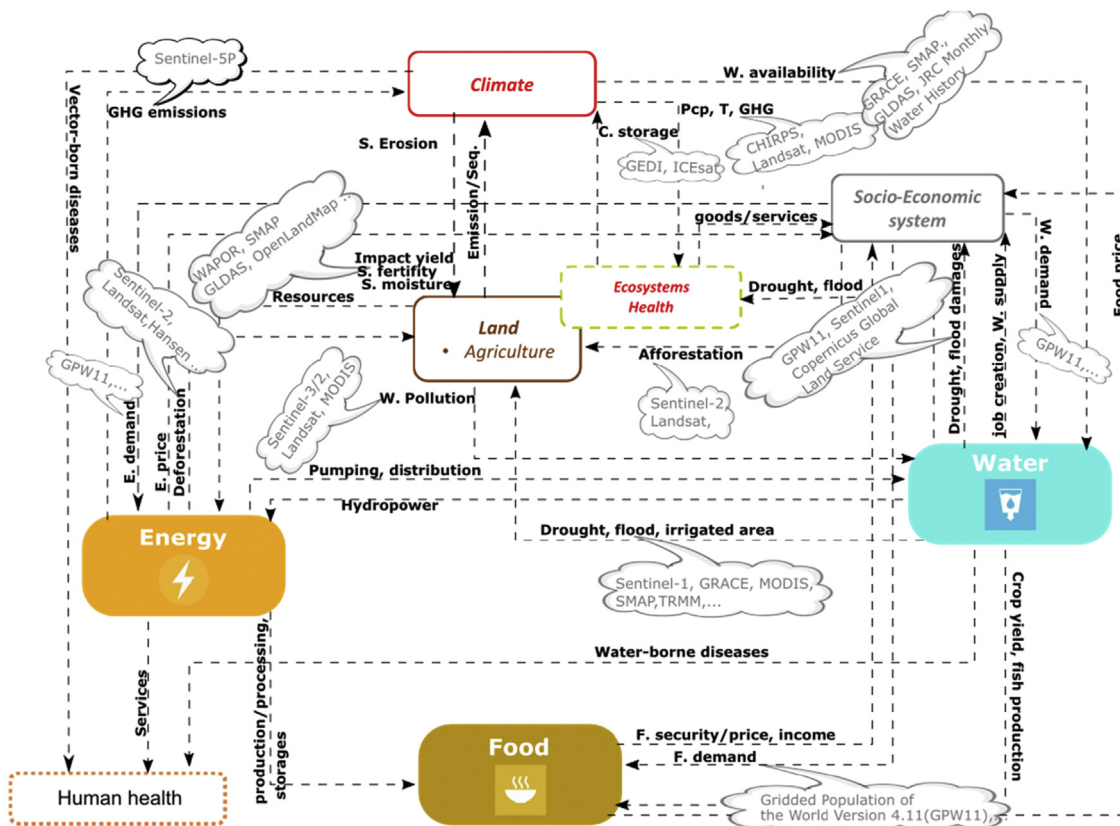 Sentinel-5P
Climate
W. availability
GRACE, SMAP,
GLDAS, JRC Monthly
Water History
GHG emissions
Vector-born diseases
S. Erosion
Emission/Seq.
C. storage
Pcp, T, GHG
GEDI, ICEsat
CHIRPS,
Landsat, MODIS
Socio-Economic
system
goods/services
W. demand
Food price
WAPOR, SMAP
GLDAS, OpenLandMap ..
Impact yield
S. fertility
S. moisture
Resources
Ecosystems
Health
Drought, flood
Land
• Agriculture
Afforestation
Sentinel-2,
Landsat,Hansen
...
GPW11,...
Sentinel-3/2,
Landsat, MODIS
W. Pollution
Sentinel-2,
Landsat,
GPW11, Sentinel1,
Copernicus Global
Land Service
Drought, flood damages
job creation, W. supply
GPW11,
...
E. demand
E. price
Deforestation
Pumping, distribution
Hydropower
Water
Energy
Drought, flood, irrigated area
Sentinel-1, GRACE, MODIS,
SMAP,TRMM,...
Water-borne diseases
Crop yield, fish production
Services
production/processing,
storages
Food
F. security/price, income
F. demand
Human health
Gridded Population of
the World Version 4.11(GPW11),